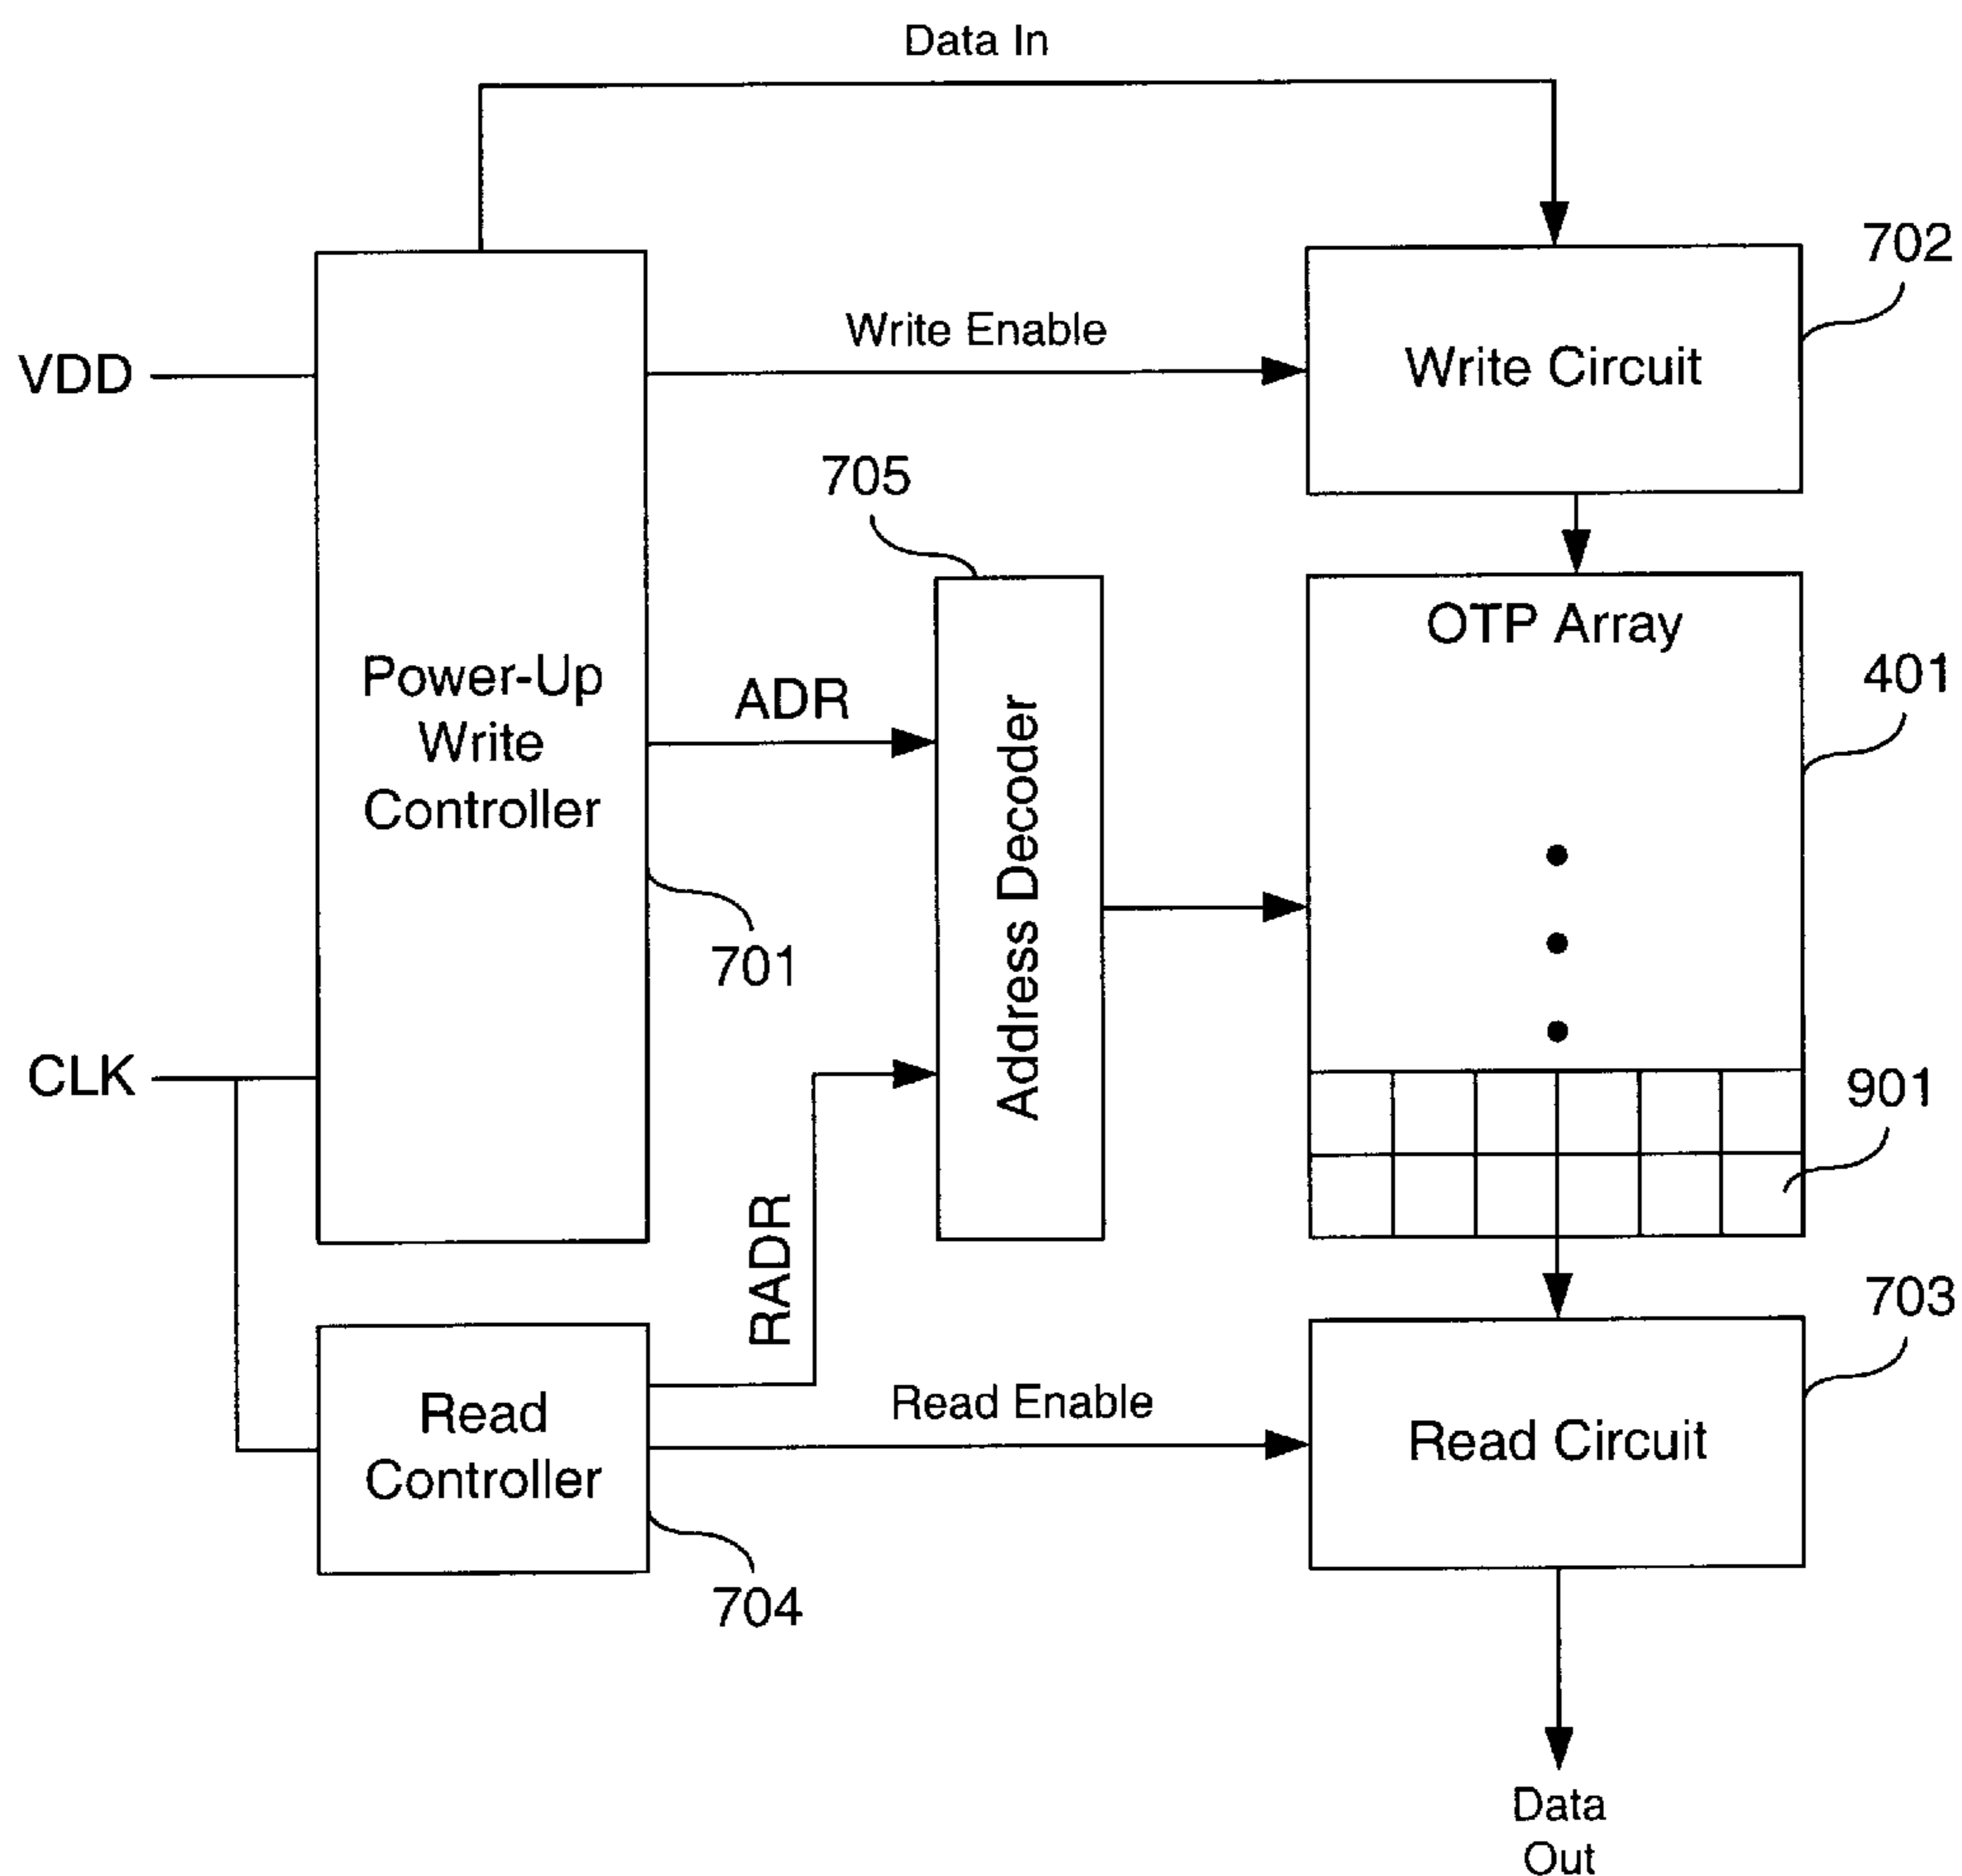 Data In
702
Write Enable
VDD
Write Circuit
705
OTP Array
401
Power-Up
Write
Controller
ADR
Address Decoder
701
CLK
901
RADR
703
Read
Controller
Read Enable
Read Circuit
704
Data
Out